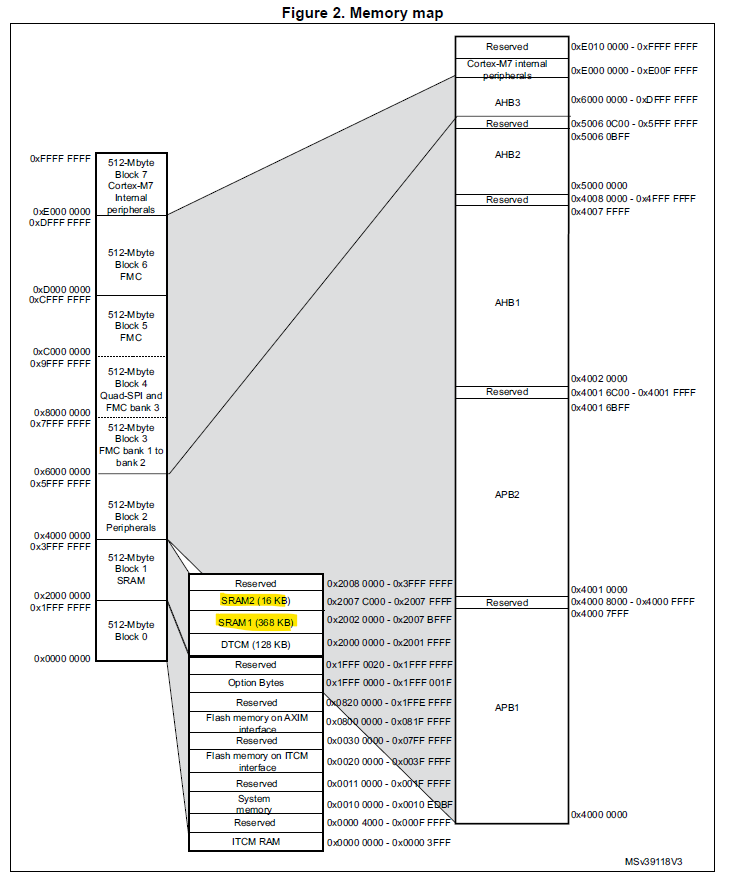 Figure 2. Memory map
0xFFFF FFFF
512-Mbyte
Block 7
Cortex-M7
Internal
peripherals
0xE000 0000
0xDFFF FFFF
512-Mbyte
Block 6
FMC
0xD000 0000
0xCFFF FFFF
512-Mbyte
Block 5
FMC
0xC000 0000
0x9FFF FFFF
512-Mbyte
Block 4
Quad-SPI and
FMC bank 3
0x8000 0000
0x7FFF FFFF
512-Mbyte
Block 3
FMC bank 1 to
bank 2
0x6000 0000
0x5FFF FFFF
512-Mbyte
Block 2
Peripherals
0x4000 0000
0x3FFF FFFF
512-Mbyte
Block 1
SRAM
0x2000 0000
0x1FFF FFFF
512-Mbyte
Block 0
0x0000 0000
Reserved 0x2008 0000 - 0x3FFF FFFF
SRAM2 (16 KB) 0x2007 C000 - 0x2007 FFFF
SRAM1 (368 KB) 0x2002 0000 - 0x2007 BFFF
DTCM (128 KB) 0x2000 0000 - 0x2001 FFFF
Reserved 0x1FFF 0020 - 0x1FFF FFFF
Option Bytes 0x1FFF 0000 - 0x1FFF 001F
Reserved 0x0820 0000 - 0x1FFE FFFF
Flash memory on AXIM
interface
0x0800 0000 - 0x081F FFFF
Reserved 0x0030 0000 - 0x07FF FFFF
Flash memory on ITCM
interface
0x0020 0000 - 0x003F FFFF
Reserved 0x0011 0000 - 0x001F FFFF
System
memory
0x0010 0000 - 0x0010 EDBF
Reserved 0x0000 4000 - 0x000F FFFF
ITCM RAM 0x0000 0000 - 0x0000 3FFF
Reserved 0xE010 0000 - 0xFFFF FFFF
Cortex-M7 internal
peripherals
0xE000 0000 - 0xE00F FFFF
AHB3 0x6000 0000 - 0xDFFF FFFF
Reserved 0x5006 0C00 - 0x5FFF FFFF
0x5006 0BFF
AHB2
0x5000 0000
Reserved 0x4008 0000 - 0x4FFF FFFF
0x4007 FFFF
AHB1
0x4002 0000
Reserved 0x4001 6C00 - 0x4001 FFFF
0x4001 6BFF
APB2
0x4001 0000
Reserved 0x4000 8000 - 0x4000 FFFF
0x4000 7FFF
APB1
0x4000 0000
MSv39118V3